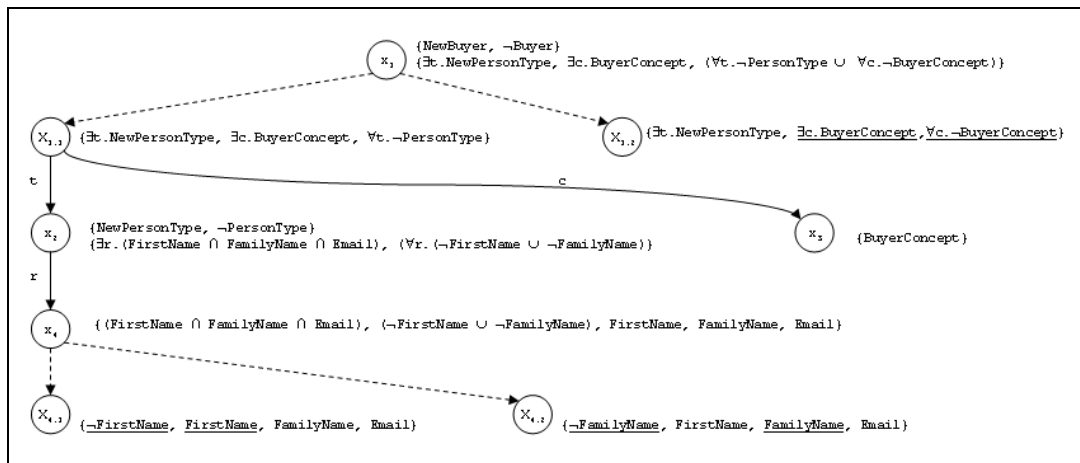 x₁ {NewBuyer, ¬Buyer}
{∃t.NewPersonType, ∃c.BuyerConcept, (∀t.¬PersonType ∪ ∀c.¬BuyerConcept)}
X₁.₁ {∃t.NewPersonType, ∃c.BuyerConcept, ∀t.¬PersonType}
X₁.₂ {∃t.NewPersonType, ∃c.BuyerConcept,∀c.¬BuyerConcept}
t
c
x₂ {NewPersonType, ¬PersonType}
{∃r.(FirstName ∩ FamilyName ∩ Email), (∀r.(¬FirstName ∪ ¬FamilyName)}
x₃ {BuyerConcept}
r
x₄ {(FirstName ∩ FamilyName ∩ Email), (¬FirstName ∪ ¬FamilyName), FirstName, FamilyName, Email}
X₄.₁ {¬FirstName, FirstName, FamilyName, Email}
X₄.₂ {¬FamilyName, FirstName, FamilyName, Email}